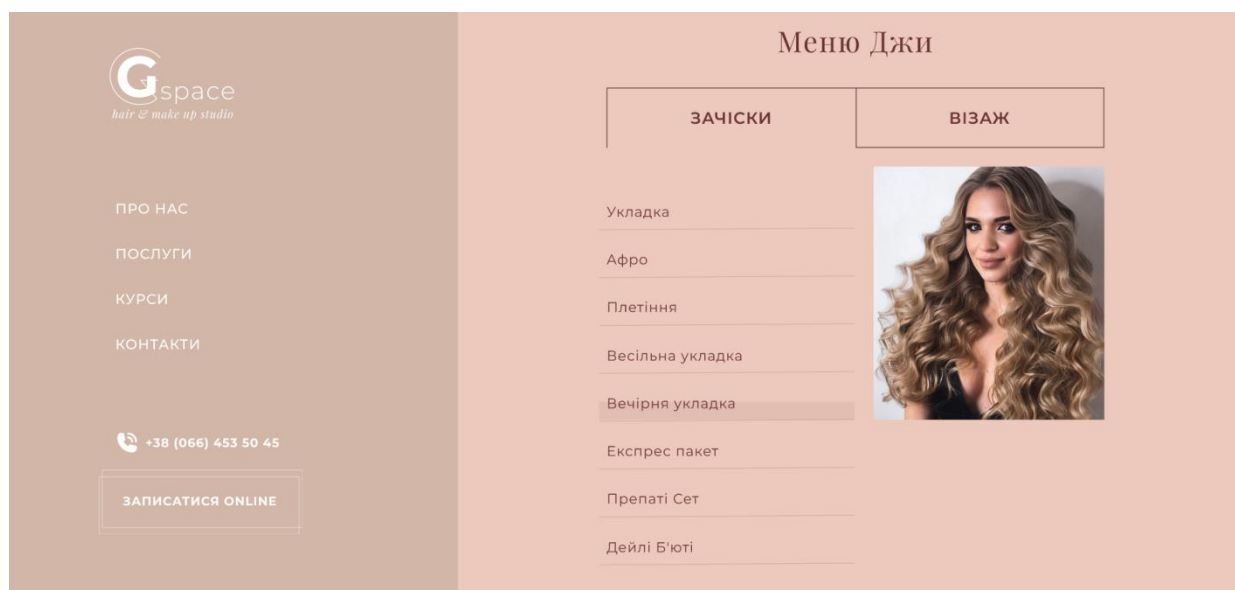 Gspace
hair & make up studio
ПРО НАС
ПОСЛУГИ
КУРСИ
КОНТАКТИ
+38 (066) 453 50 45
ЗАПИСАТИСЯ ONLINE
Меню Джи
ЗАЧІСКИ
ВІЗАЖ
Укладка
Афро
Плетіння
Весільна укладка
Вечірня укладка
Експрес пакет
Препаті Сет
Дейлі Б'юті